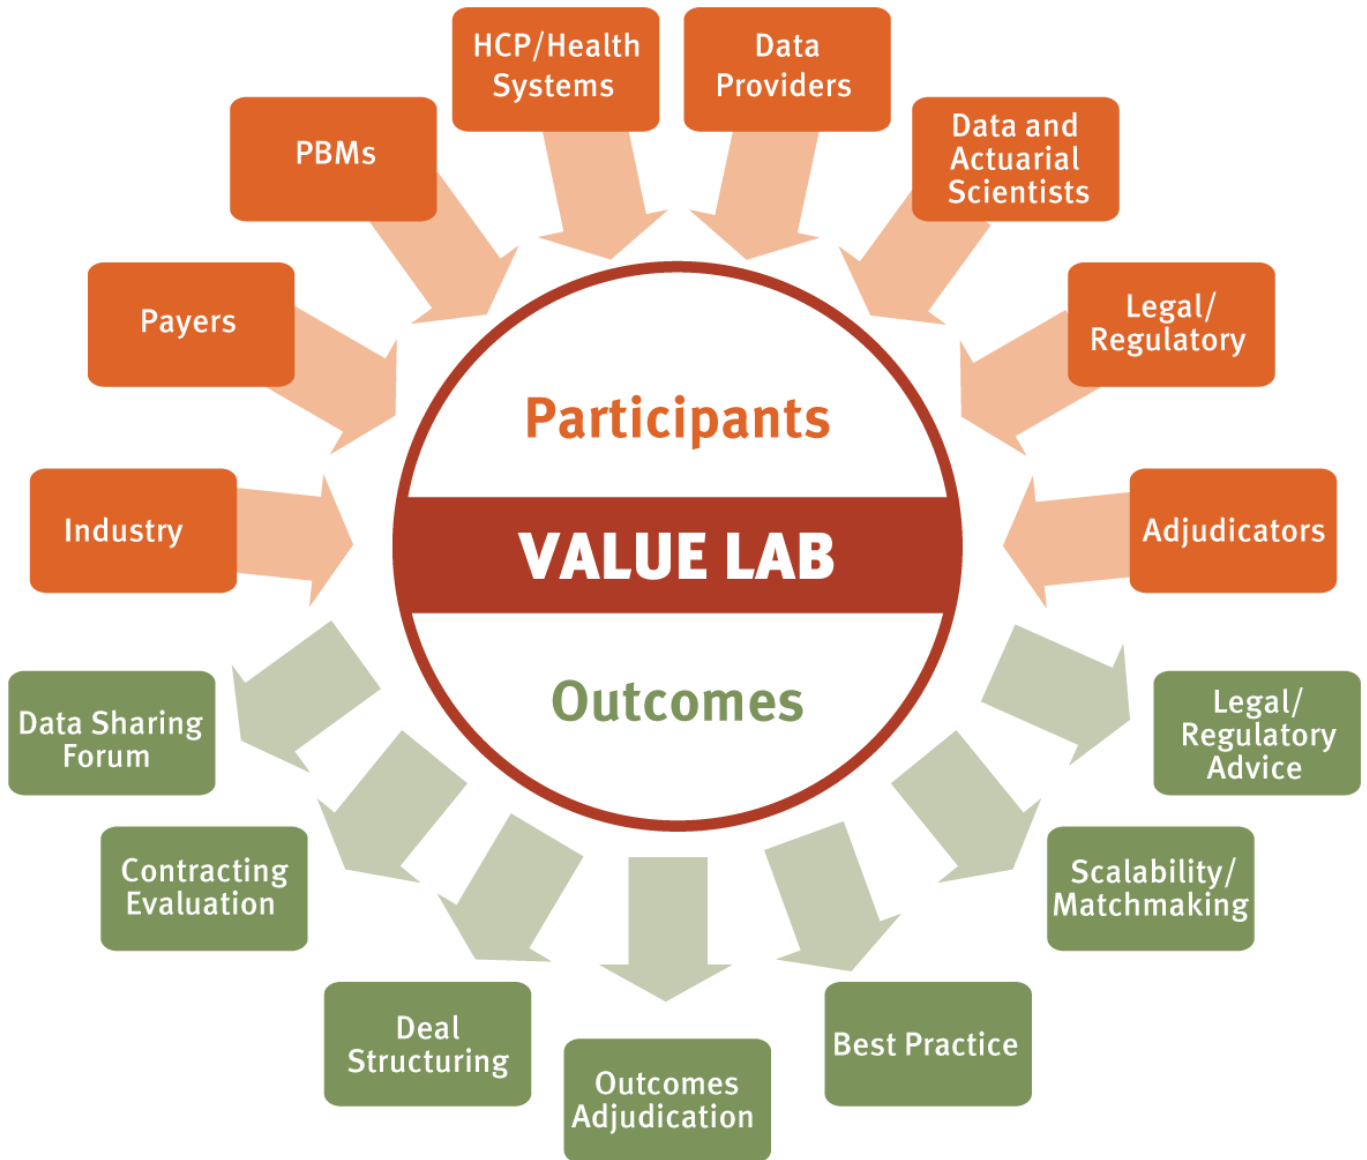 HCP/Health
Systems
Data
Providers
PBMs
Data and
Actuarial
Scientists
Payers
Legal/
Regulatory
Industry
Adjudicators
Participants
VALUE LAB
Outcomes
Data Sharing
Forum
Legal/
Regulatory
Advice
Contracting
Evaluation
Scalability/
Matchmaking
Deal
Structuring
Best Practice
Outcomes
Adjudication